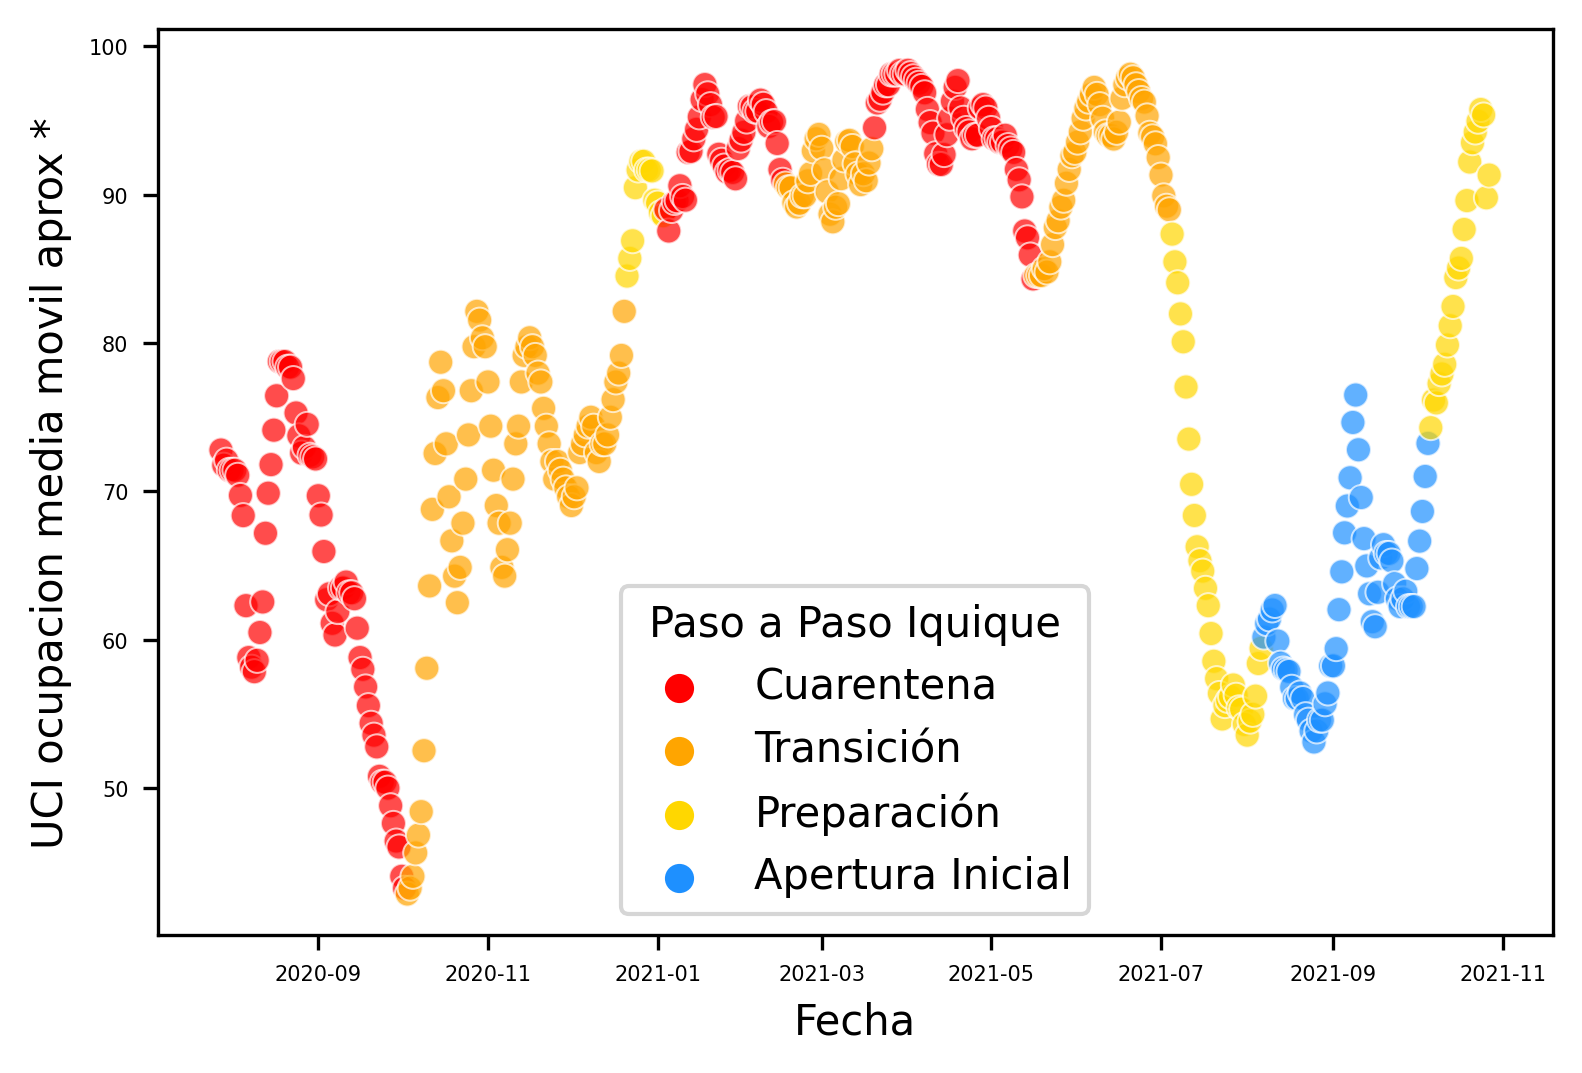 UCI ocupacion media movil aprox *
100
90
80
70
60
50
Paso a Paso Iquique
Cuarentena
Transición
Preparación
Apertura Inicial
2020-09
2020-11
2021-01
2021-03
2021-05
2021-07
2021-09
2021-11
Fecha